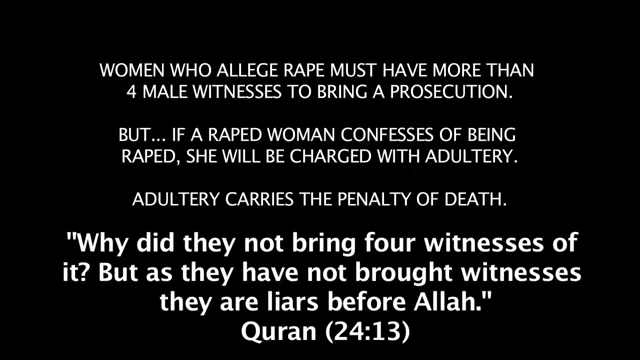 WOMEN WHO ALLEGE RAPE MUST HAVE MORE THAN
4 MALE WITNESSES TO BRING A PROSECUTION.
BUT... IF A RAPED WOMAN CONFESSES OF BEING
RAPED, SHE WILL BE CHARGED WITH ADULTERY.
ADULTERY CARRIES THE PENALTY OF DEATH.
"Why did they not bring four witnesses of
it? But as they have not brought witnesses
they are liars before Allah."
Quran (24:13)